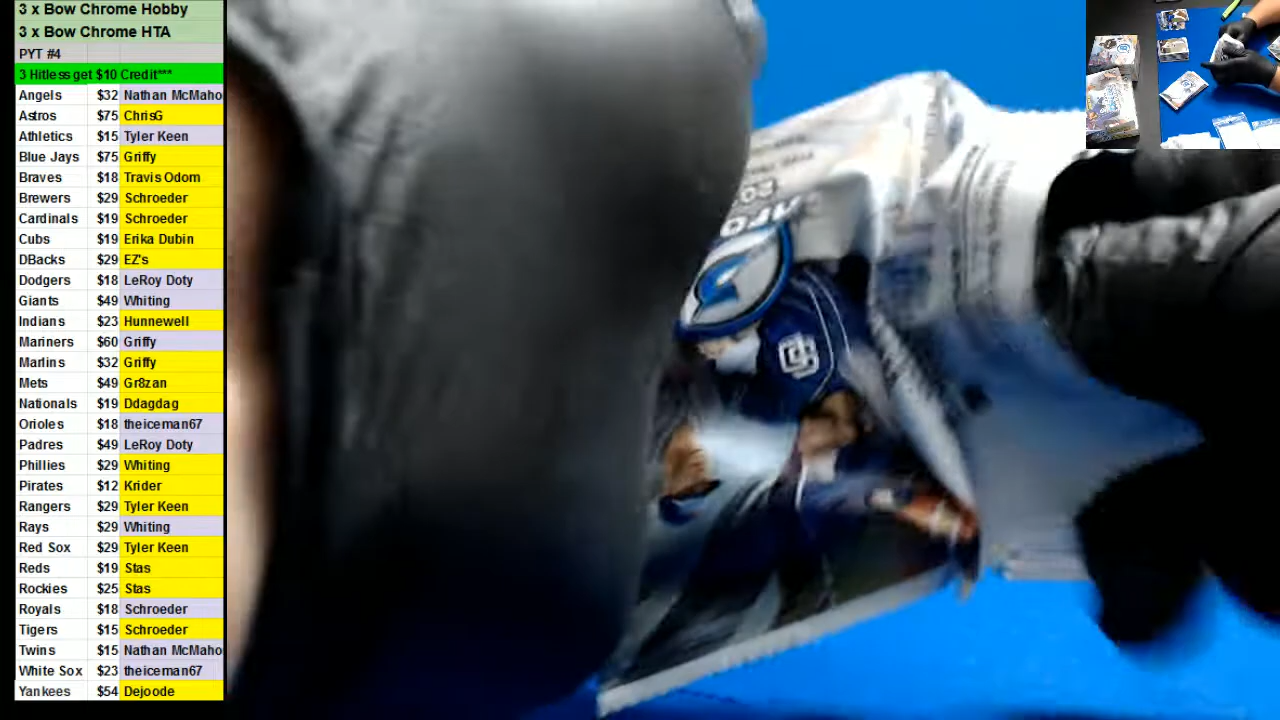 3 x Bow Chrome Hobby
3 x Bow Chrome HTA
PYT #4
3 Hitless get $10 Credit***
Angels $32 Nathan McMaho
Astros $75 ChrisG
Athletics $15 Tyler Keen
Blue Jays $75 Griffy
Braves $18 Travis Odom
Brewers $29 Schroeder
Cardinals $19 Schroeder
Cubs $19 Erika Dubin
DBacks $29 EZ's
Dodgers $18 LeRoy Doty
Giants $49 Whiting
Indians $23 Hunnewell
Mariners $60 Griffy
Marlins $32 Griffy
Mets $49 Gr8zan
Nationals $19 Ddagdag
Orioles $18 theiceman67
Padres $49 LeRoy Doty
Phillies $29 Whiting
Pirates $12 Krider
Rangers $29 Tyler Keen
Rays $29 Whiting
Red Sox $29 Tyler Keen
Reds $19 Stas
Rockies $25 Stas
Royals $18 Schroeder
Tigers $15 Schroeder
Twins $15 Nathan McMaho
White Sox $23 theiceman67
Yankees $54 Dejoode